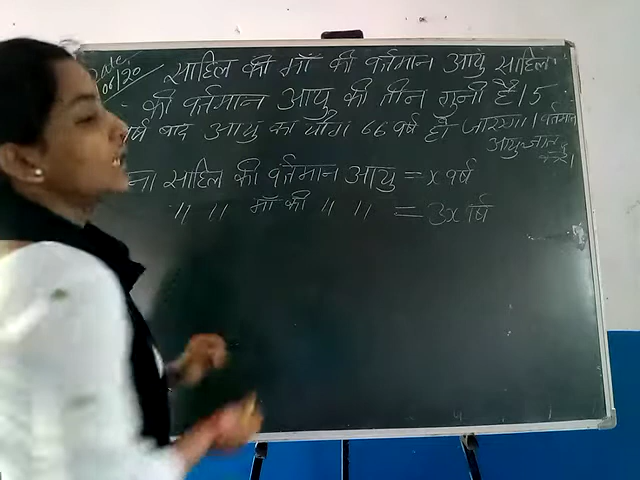 Date.
साहिल की माँ की वर्तमान आयु साहिल
की वर्तमान आयु की तीन गुनी है। 5
वर्ष बाद आयु का योग 66 वर्ष हो जाएगा। वर्तमान
आयु ज्ञात
करे।
साहिल की वर्तमान आयु = x वर्ष
" " माँ की " " = 3x वर्ष